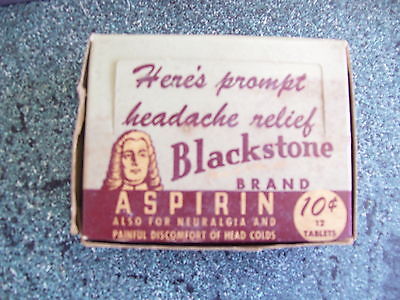 Here's prompt
headache relief
Blackstone
BRAND
ASPIRIN
ALSO FOR NEURALGIA AND
PAINFUL DISCOMFORT OF HEAD COLDS
10¢
12
TABLETS